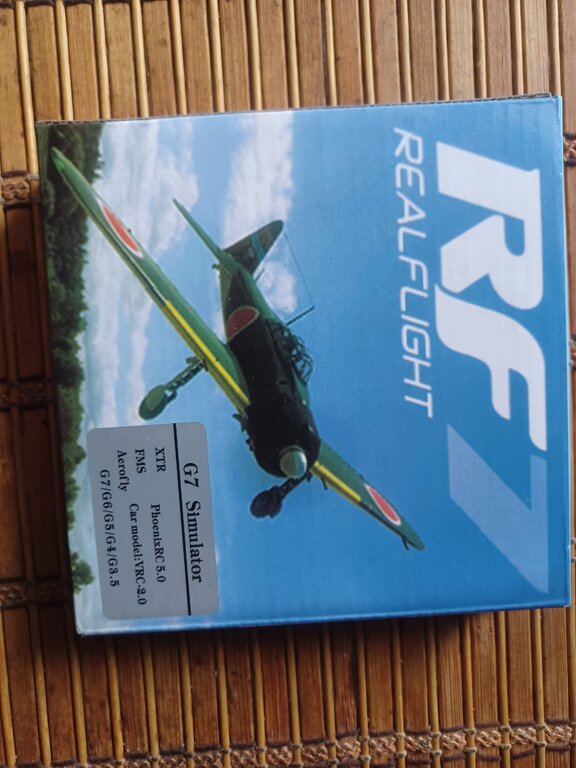 RF7
REALFLIGHT
G7 Simulator
XTR PhoenixRC 5.0
FMS Car model:VRC-2.0
Aerofly
G7/G6/G5/G4/G3.5